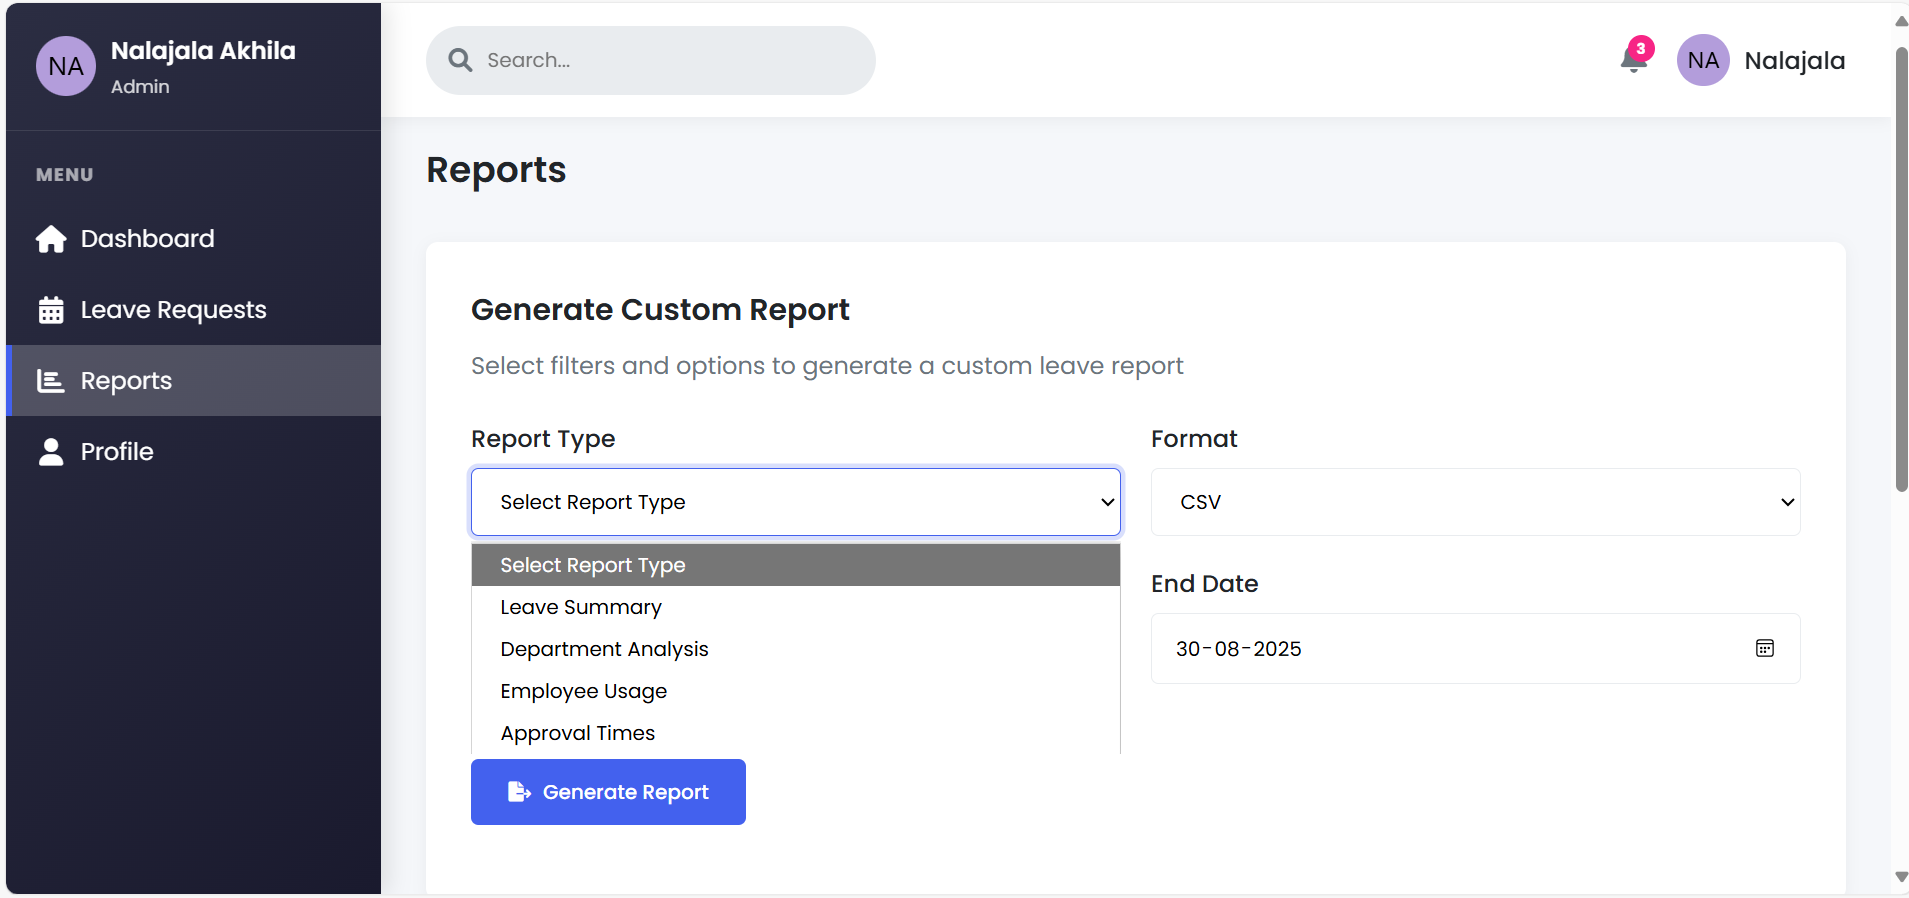 NA
Nalajala Akhila
Admin
MENU
Dashboard
Leave Requests
Reports
Profile
Search...
3
NA
Nalajala
Reports
Generate Custom Report
Select filters and options to generate a custom leave report
Report Type
Select Report Type
Select Report Type
Leave Summary
Department Analysis
Employee Usage
Approval Times
Format
CSV
End Date
30-08-2025
Generate Report